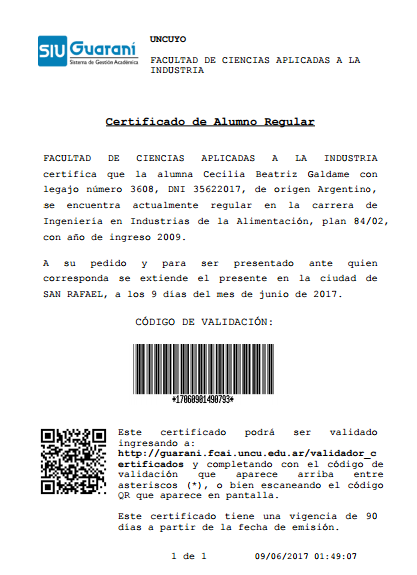 UNCUYO
SIU Guaraní
Sistema de Gestión Académica
FACULTAD DE CIENCIAS APLICADAS A LA
INDUSTRIA
Certificado de Alumno Regular
FACULTAD DE CIENCIAS APLICADAS A LA INDUSTRIA
certifica que la alumna Cecilia Beatriz Galdame con
legajo número 3608, DNI 35622017, de origen Argentino,
se encuentra actualmente regular en la carrera de
Ingeniería en Industrias de la Alimentación, plan 84/02,
con año de ingreso 2009.
A su pedido y para ser presentado ante quien
corresponda se extiende el presente en la ciudad de
SAN RAFAEL, a los 9 días del mes de junio de 2017.
CÓDIGO DE VALIDACIÓN:
*17060901490793*
Este certificado podrá ser validado
ingresando a:
http://guarani.fcai.uncu.edu.ar/validador_c
ertificados y completando con el código de
validación que aparece arriba entre
asteriscos (*), o bien escaneando el código
QR que aparece en pantalla.
Este certificado tiene una vigencia de 90
días a partir de la fecha de emisión.
1 de 1 09/06/2017 01:49:07